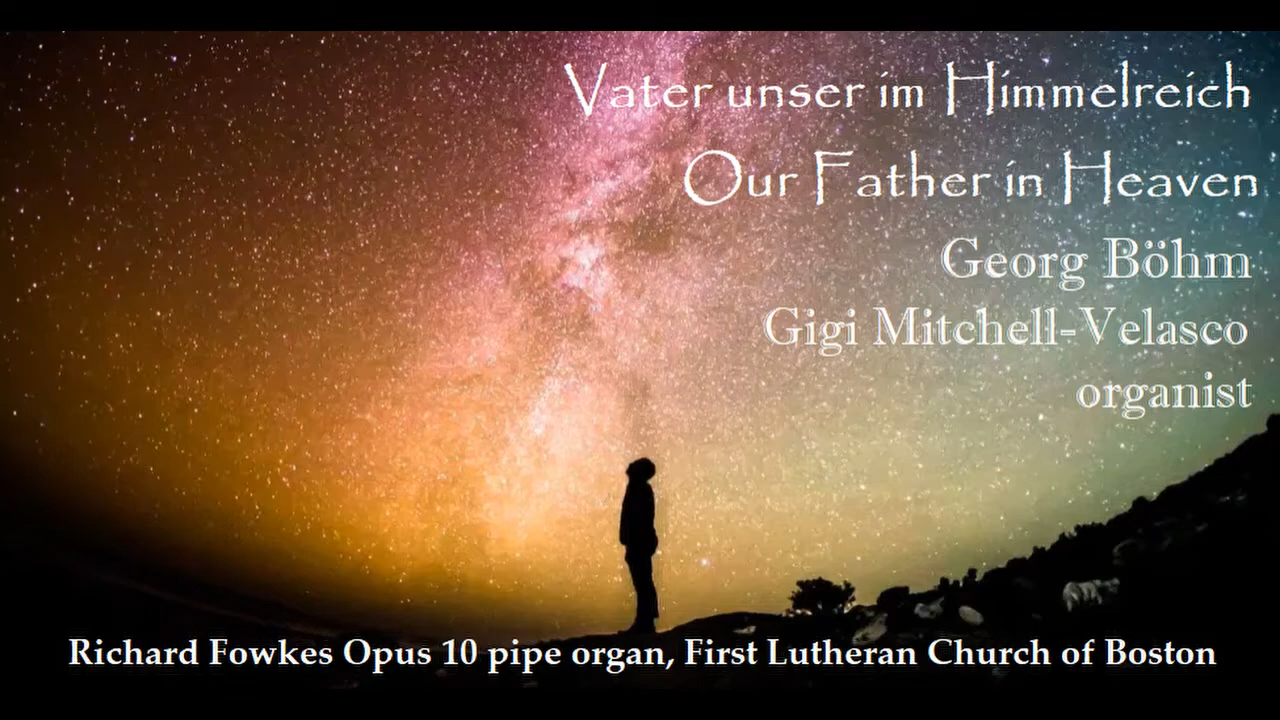 Vater unser im Himmelreich
Our Father in Heaven
Georg Böhm
Gigi Mitchell-Velasco
organist
Richard Fowkes Opus 10 pipe organ, First Lutheran Church of Boston